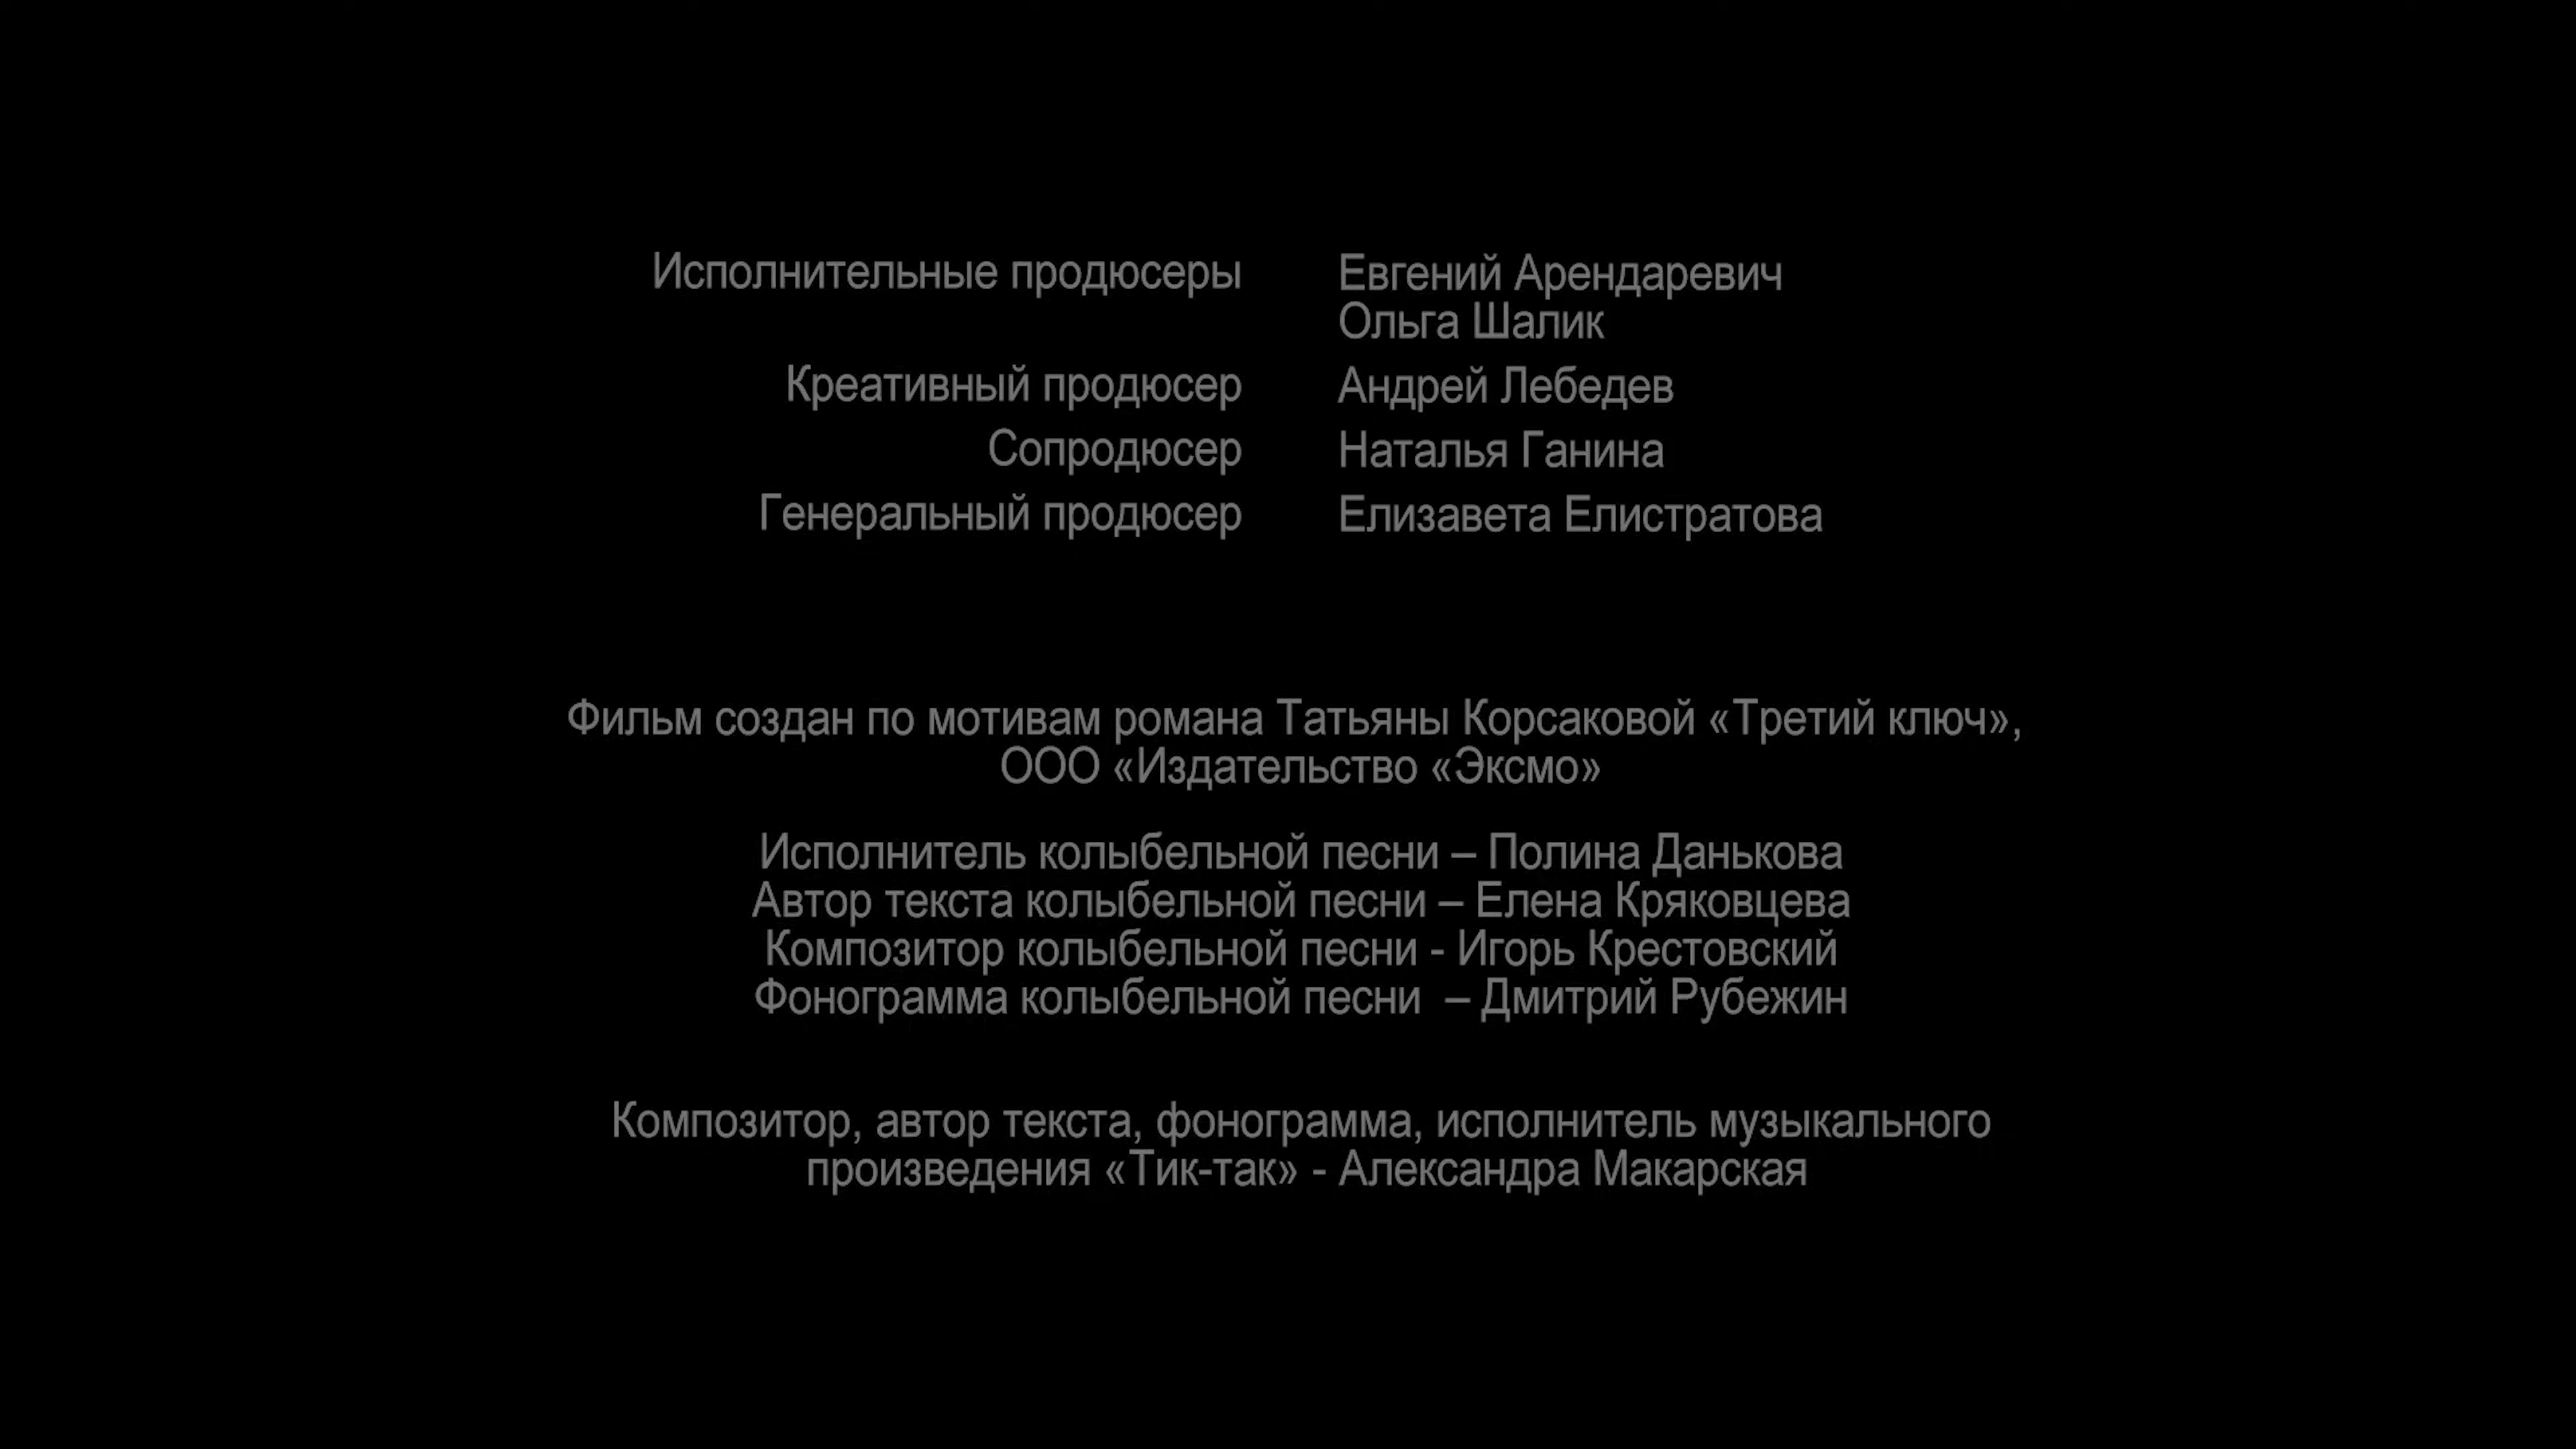 Исполнительные продюсеры Евгений Арендаревич
Ольга Шалик
Креативный продюсер Андрей Лебедев
Сопродюсер Наталья Ганина
Генеральный продюсер Елизавета Елистратова
Фильм создан по мотивам романа Татьяны Корсаковой «Третий ключ»,
ООО «Издательство «Эксмо»
Исполнитель колыбельной песни – Полина Данькова
Автор текста колыбельной песни – Елена Кряковцева
Композитор колыбельной песни - Игорь Крестовский
Фонограмма колыбельной песни – Дмитрий Рубежин
Композитор, автор текста, фонограмма, исполнитель музыкального
произведения «Тик-так» - Александра Макарская